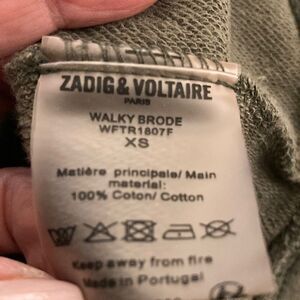 ZADIG & VOLTAIRE
PARIS
WALKY BRODE
WFTR1807F
XS
Matière principale/ Main
material:
100% Coton/ Cotton
Keep away from fire
Made in Portugal